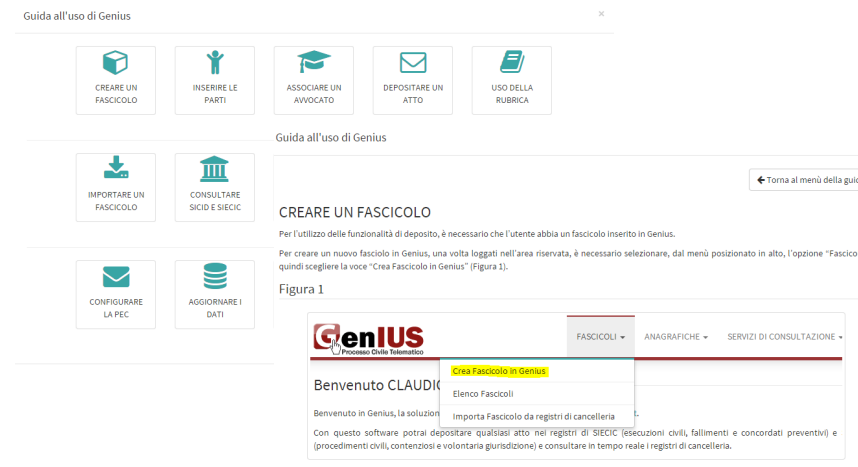 Guida all'uso di Genius
×
CREARE UN
FASCICOLO
INSERIRE LE
PARTI
ASSOCIARE UN
AVVOCATO
DEPOSITARE UN
ATTO
USO DELLA
RUBRICA
IMPORTARE UN
FASCICOLO
CONSULTARE
SICID E SIECIC
CONFIGURARE
LA PEC
AGGIORNARE I
DATI
Guida all'uso di Genius
Torna al menù della guid
CREARE UN FASCICOLO
Per l'utilizzo delle funzionalità di deposito, è necessario che l'utente abbia un fascicolo inserito in Genius.
Per creare un nuovo fasciolo in Genius, una volta loggati nell'area riservata, è necessario selezionare, dal menù posizionato in alto, l'opzione "Fascico
quindi scegliere la voce "Crea Fascicolo in Genius" (Figura 1).
Figura 1
GenIUS
Processo Civile Telematico
FASCICOLI
ANAGRAFICHE
SERVIZI DI CONSULTAZIONE
Crea Fascicolo in Genius
Elenco Fascicoli
Importa Fascicolo da registri di cancelleria
Benvenuto CLAUDIO
Benvenuto in Genius, la soluzion t.
Con questo software potrai depositare qualsiasi atto nei registri di SIECIC (esecuzioni civili, fallimenti e concordati preventivi) e
(procedimenti civili, contenziosi e volontaria giurisdizione) e consultare in tempo reale i registri di cancelleria.